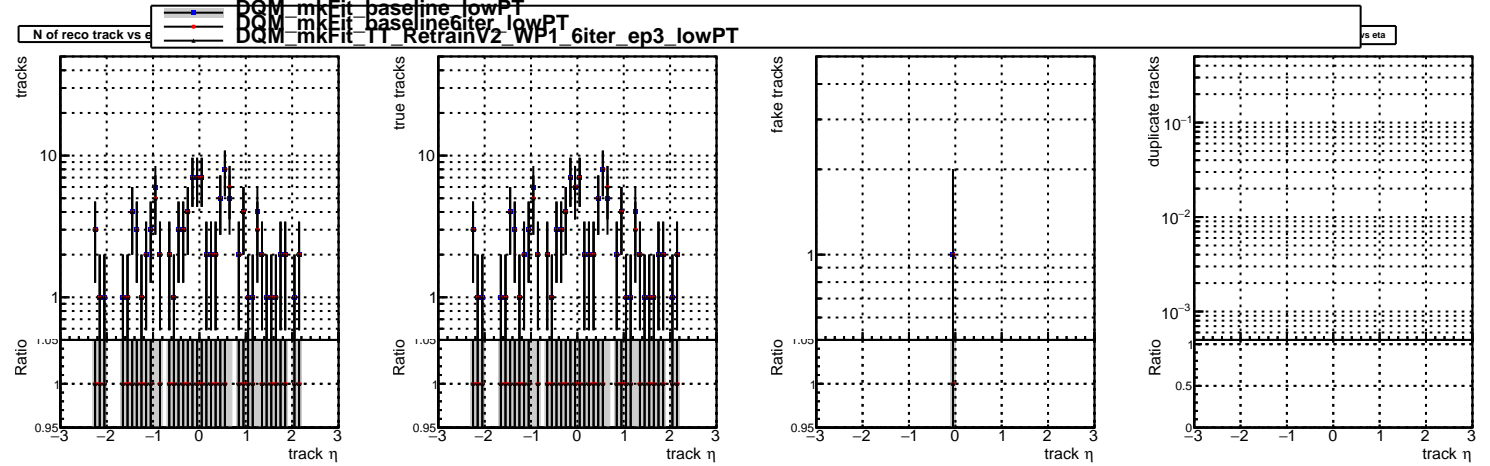 DQM_mkFit_baseline_lowPT
DQM_mkFit_baseline6iter_lowPT
DQM_mkFit_TT_RetrainV2_WP1_6iter_ep3_lowPT
N of reco track vs e
vs eta
tracks
10
1
Ratio
1.05
1
0.95
−3 −2 −1 0 1 2 3
track η
true tracks
10
1
Ratio
1.05
1
0.95
−3 −2 −1 0 1 2 3
track η
fake tracks
1
Ratio
1.05
1
0.95
−3 −2 −1 0 1 2 3
track η
duplicate tracks
10−1
10−2
10−3
Ratio
1
0.5
0
−3 −2 −1 0 1 2 3
track η